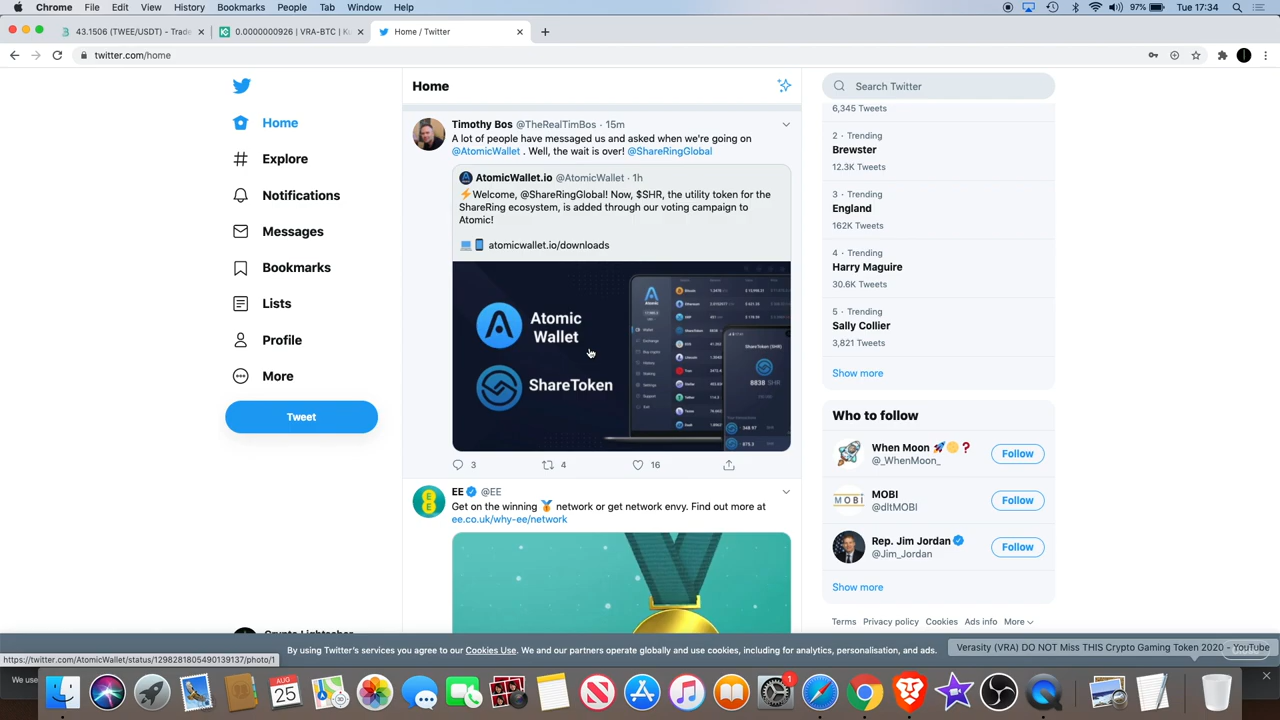 Chrome File Edit View History Bookmarks People Tab Window Help 97% Tue 17:34
43.1506 (TWEE/USDT) - Trade
0.0000000926 | VRA-BTC |
Home / Twitter
twitter.com/home
Home
Explore
Notifications
Messages
Bookmarks
Lists
Profile
More
Tweet
Home
Timothy Bos @TheRealTimBos · 15m
A lot of people have messaged us and asked when we're going on
@AtomicWallet . Well, the wait is over! @ShareRingGlobal
AtomicWallet.io @AtomicWallet · 1h
⚡Welcome, @ShareRingGlobal! Now, $SHR, the utility token for the
ShareRing ecosystem, is added through our voting campaign to
Atomic!
💻📱 atomicwallet.io/downloads
Atomic
Wallet
ShareToken
ShareToken (SHR)
8838 SHR
3 4 16
EE @EE
Get on the winning 🏅 network or get network envy. Find out more at
ee.co.uk/why-ee/network
Search Twitter
6,345 Tweets
2 · Trending
Brewster
12.3K Tweets
3 · Trending
England
162K Tweets
4 · Trending
Harry Maguire
30.6K Tweets
5 · Trending
Sally Collier
3,821 Tweets
Show more
Who to follow
When Moon 🚀🌕❓
@_WhenMoon_
Follow
MOBI
MOBI
@dltMOBI
Follow
Rep. Jim Jordan
@Jim_Jordan
Follow
Show more
Terms Privacy policy Cookies Ads info More
By using Twitter's services you agree to our Cookies Use. We and our partners operate globally and use cookies, including for analytics, personalisation, and ads.
Verasity (VRA) DO NOT Miss THIS Crypto Gaming Token 2020 - YouTube
https://twitter.com/AtomicWallet/status/1298281805490139137/photo/1
We use
AUG
25
1